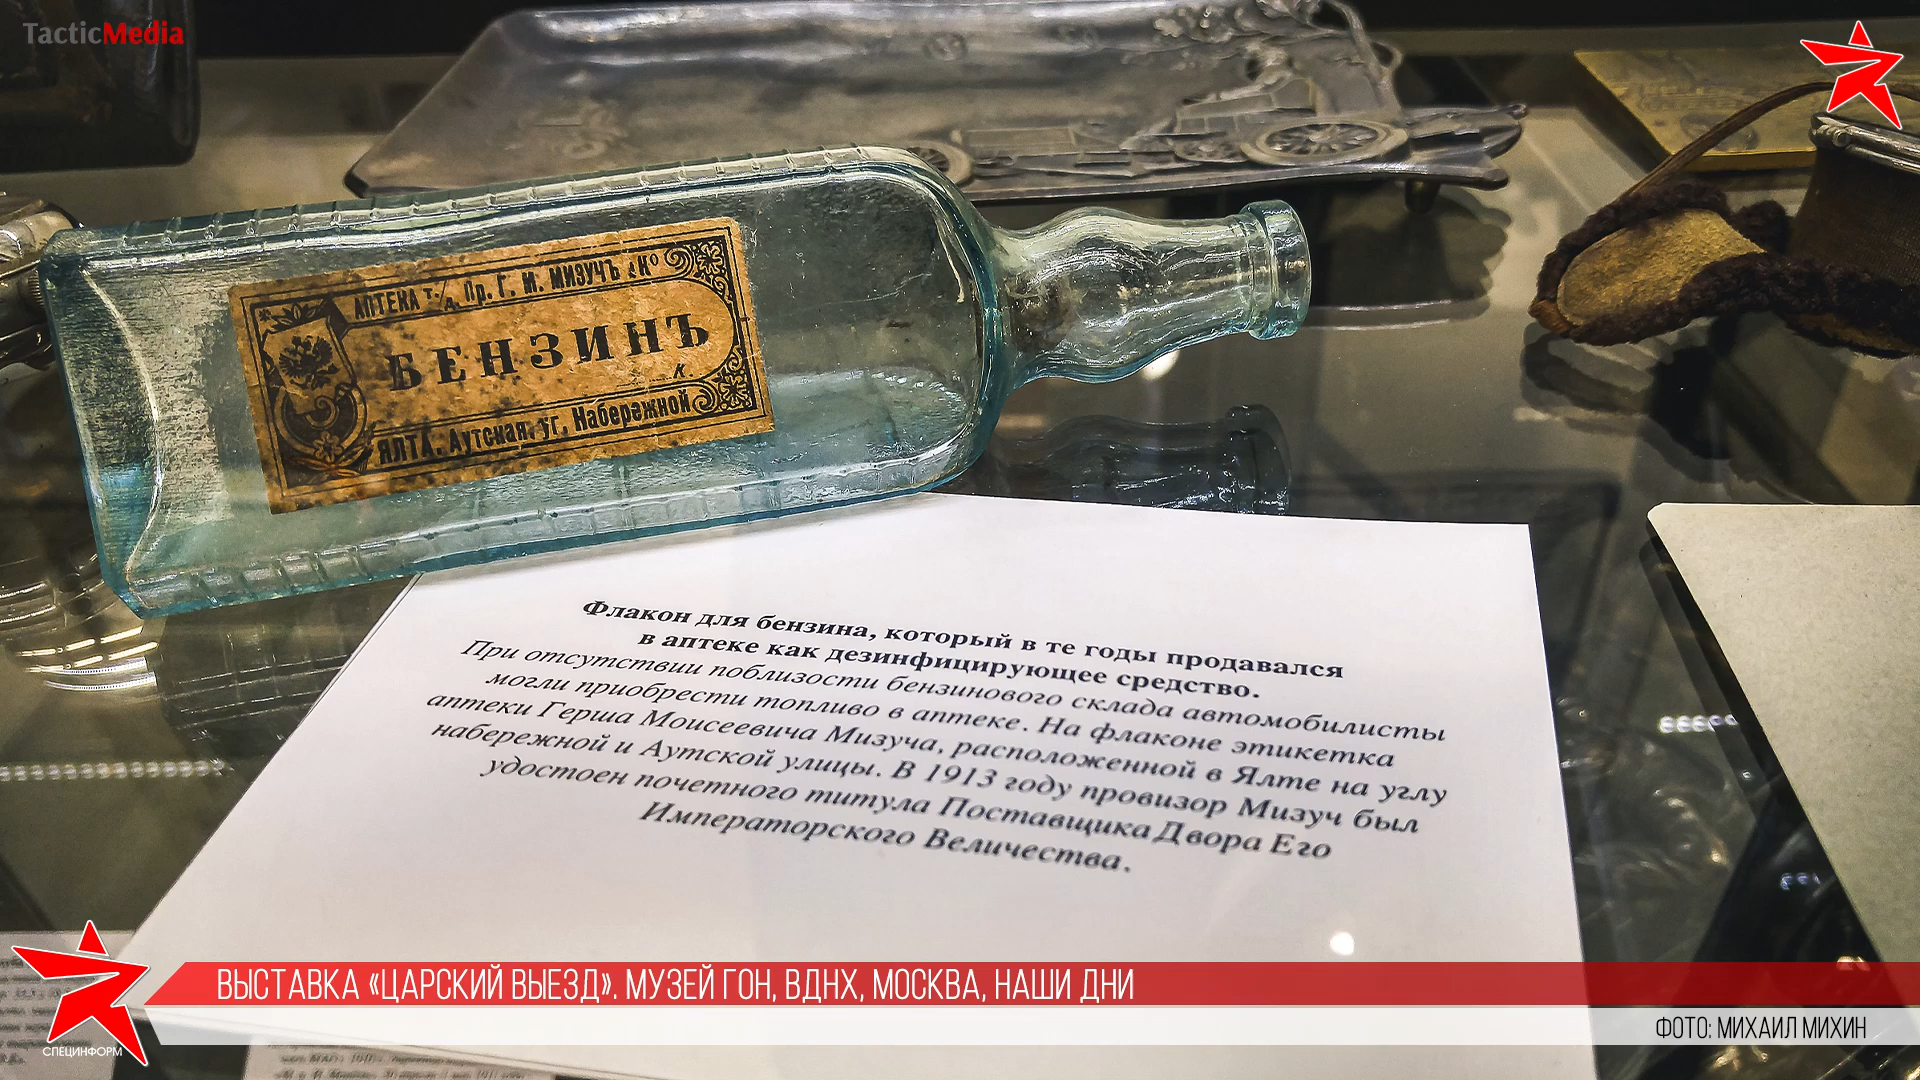 TacticMedia
АПТЕКА Т./Д. Пр. Г. М. МИЗУЧЪ & Кº
БЕНЗИНЪ
К.
ЯЛТА, Аутская, уг. Набережной
Флакон для бензина, который в те годы продавался
в аптеке как дезинфицирующее средство.
При отсутствии поблизости бензинового склада автомобилисты
могли приобрести топливо в аптеке. На флаконе этикетка
аптеки Герша Моисеевича Мизуча, расположенной в Ялте на углу
набережной и Аутской улицы. В 1913 году провизор Мизуч был
удостоен почетного титула Поставщика Двора Его
Императорского Величества.
ВЫСТАВКА «ЦАРСКИЙ ВЫЕЗД». МУЗЕЙ ГОН, ВДНХ, МОСКВА, НАШИ ДНИ
ФОТО: МИХАИЛ МИХИН
СПЕЦИНФОРМ